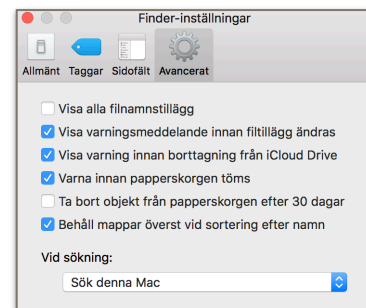 Finder-inställningar
Allmänt Taggar Sidofält Avancerat
Visa alla filnamnstillägg
Visa varningsmeddelande innan filtillägg ändras
Visa varning innan borttagning från iCloud Drive
Varna innan papperskorgen töms
Ta bort objekt från papperskorgen efter 30 dagar
Behåll mappar överst vid sortering efter namn
Vid sökning:
Sök denna Mac